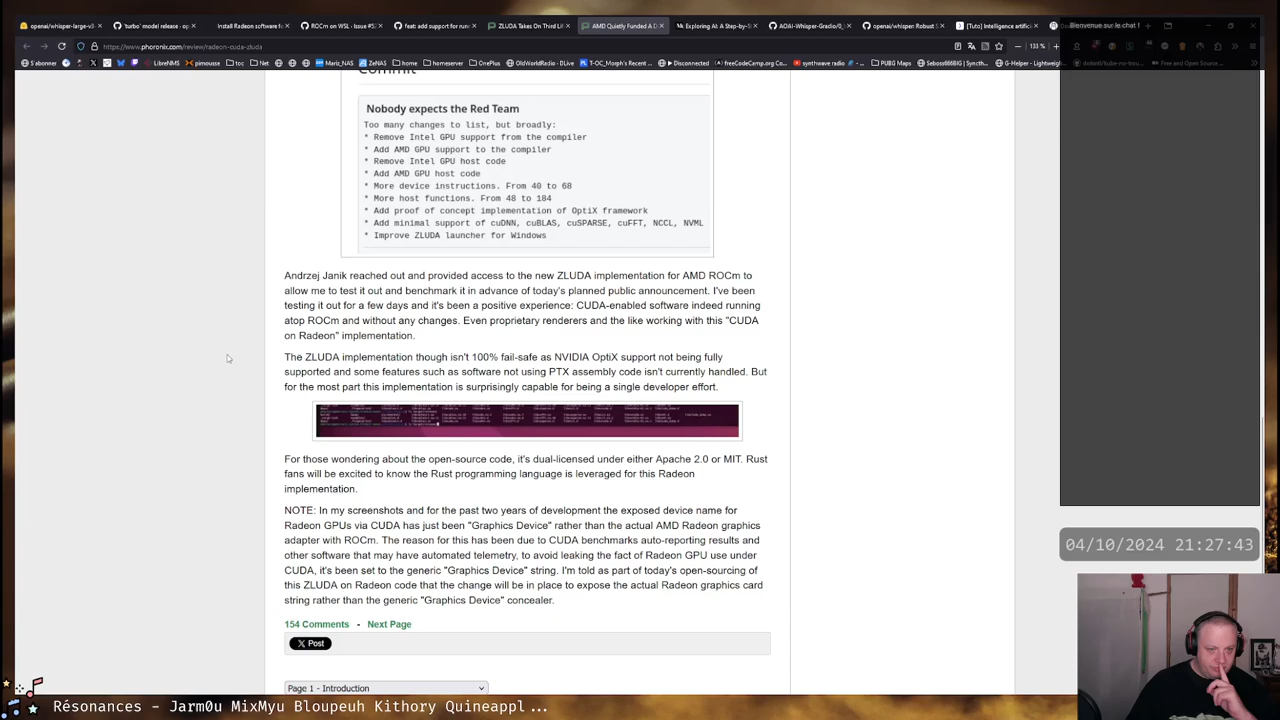 openai/whisper-large-v3
'turbo' model release · op
Install Radeon software fo
ROCm on WSL · Issue #53
feat: add support for run
ZLUDA Takes On Third Li
AMD Quietly Funded A D
Exploring AI: A Step-by-St
AOAI-Whisper-Gradio/0_
openai/whisper Robust S
[Tuto] Intelligence artifici
Bienvenue sur le chat !
https://www.phoronix.com/review/radeon-cuda-zluda
133 %
S'abonner
Mariz_NAS
ZeNAS
LibreNMS
pimousse
tcc
Net
home
homeserver
OnePlus
OldWorldRadio - DLive
T-OC_Morph's Recent
Disconnected
freeCodeCamp.org Co
synthwave radio
PUBG Maps
Seboss666BIG | Synct
G-Helper - Lightweigh
Free and Open Source
Commit
Nobody expects the Red Team
Too many changes to list, but broadly:
* Remove Intel GPU support from the compiler
* Add AMD GPU support to the compiler
* Remove Intel GPU host code
* Add AMD GPU host code
* More device instructions. From 40 to 68
* More host functions. From 48 to 184
* Add proof of concept implementation of OptiX framework
* Add minimal support of cuDNN, cuBLAS, cuSPARSE, cuFFT, NCCL, NVML
* Improve ZLUDA launcher for Windows
Andrzej Janik reached out and provided access to the new ZLUDA implementation for AMD ROCm to
allow me to test it out and benchmark it in advance of today's planned public announcement. I've been
testing it out for a few days and it's been a positive experience: CUDA-enabled software indeed running
atop ROCm and without any changes. Even proprietary renderers and the like working with this "CUDA
on Radeon" implementation.
The ZLUDA implementation though isn't 100% fail-safe as NVIDIA OptiX support not being fully
supported and some features such as software not using PTX assembly code isn't currently handled. But
for the most part this implementation is surprisingly capable for being a single developer effort.
For those wondering about the open-source code, it's dual-licensed under either Apache 2.0 or MIT. Rust
fans will be excited to know the Rust programming language is leveraged for this Radeon
implementation.
NOTE: In my screenshots and for the past two years of development the exposed device name for
Radeon GPUs via CUDA has just been "Graphics Device" rather than the actual AMD Radeon graphics
adapter with ROCm. The reason for this has been due to CUDA benchmarks auto-reporting results and
other software that may have automated telemetry, to avoid leaking the fact of Radeon GPU use under
CUDA, it's been set to the generic "Graphics Device" string. I'm told as part of today's open-sourcing of
this ZLUDA on Radeon code that the change will be in place to expose the actual Radeon graphics card
string rather than the generic "Graphics Device" concealer.
154 Comments - Next Page
Post
Page 1 - Introduction
04/10/2024 21:27:43
Résonances - Jarm0u MixMyu Bloupeuh Kithory Quineappl ...